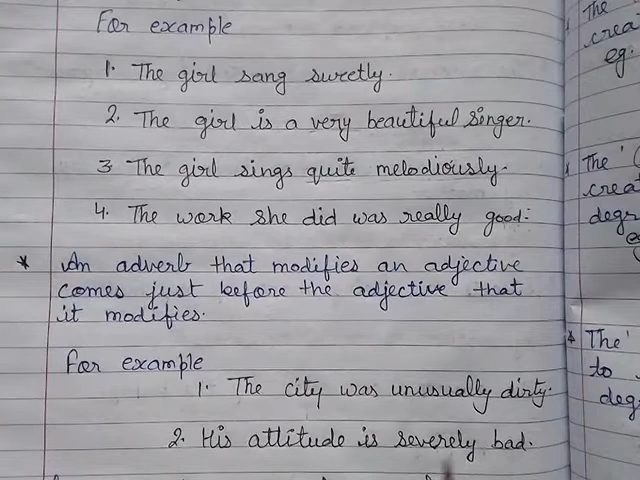 For example
1. The girl sang sweetly.
2. The girl is a very beautiful singer.
3 The girl sings quite melodiously.
4. The work she did was really good.
* An adverb that modifies an adjective
comes just before the adjective that
it modifies.
For example
1. The city was unusually dirty.
2. His attitude is severely bad.
The
crea
eg.
The '(
creat
degr
eg
* The '
to
deg